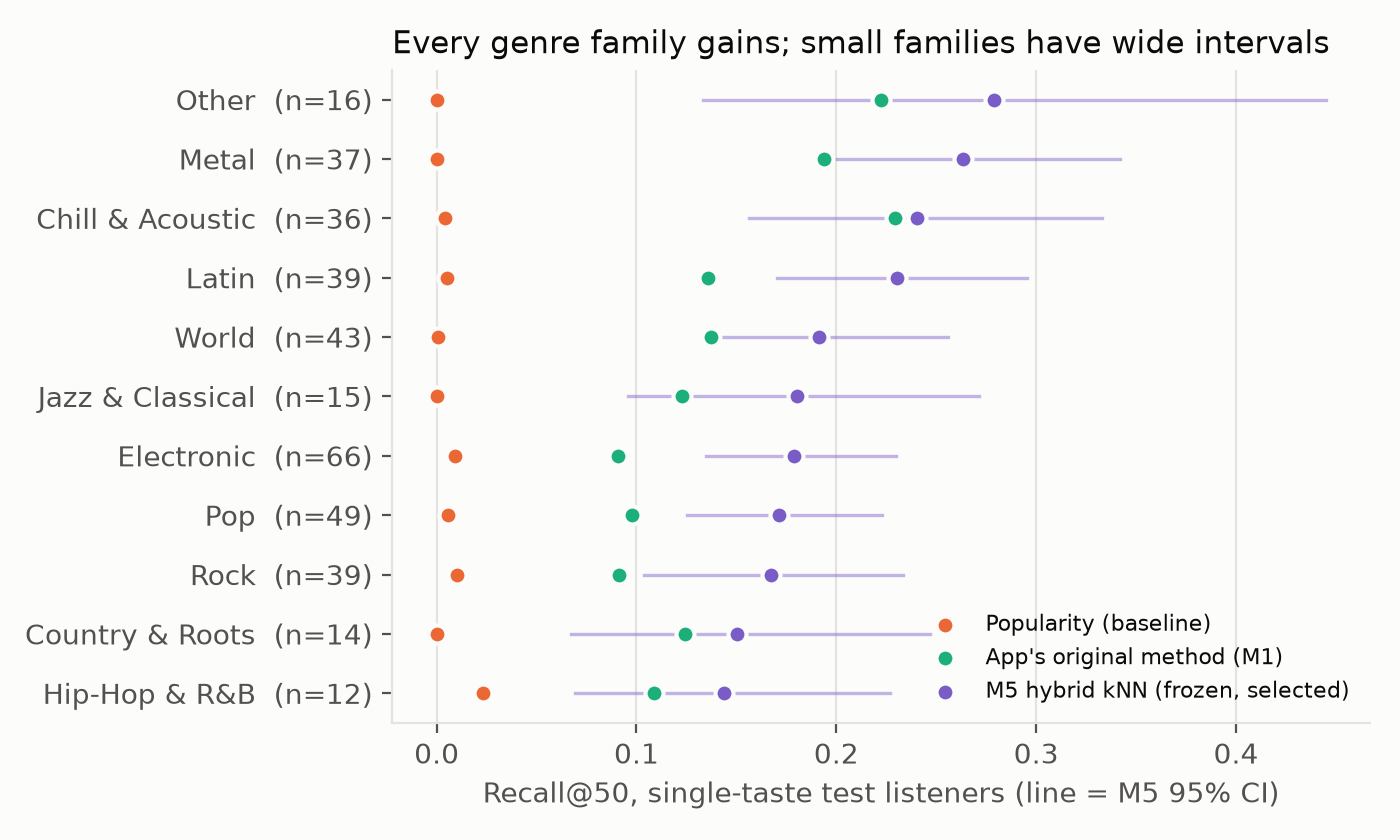 Every genre family gains; small families have wide intervals
Other (n=16)
Metal (n=37)
Chill & Acoustic (n=36)
Latin (n=39)
World (n=43)
Jazz & Classical (n=15)
Electronic (n=66)
Pop (n=49)
Rock (n=39)
Country & Roots (n=14)
Hip-Hop & R&B (n=12)
Popularity (baseline)
App's original method (M1)
M5 hybrid kNN (frozen, selected)
0.0 0.1 0.2 0.3 0.4
Recall@50, single-taste test listeners (line = M5 95% CI)